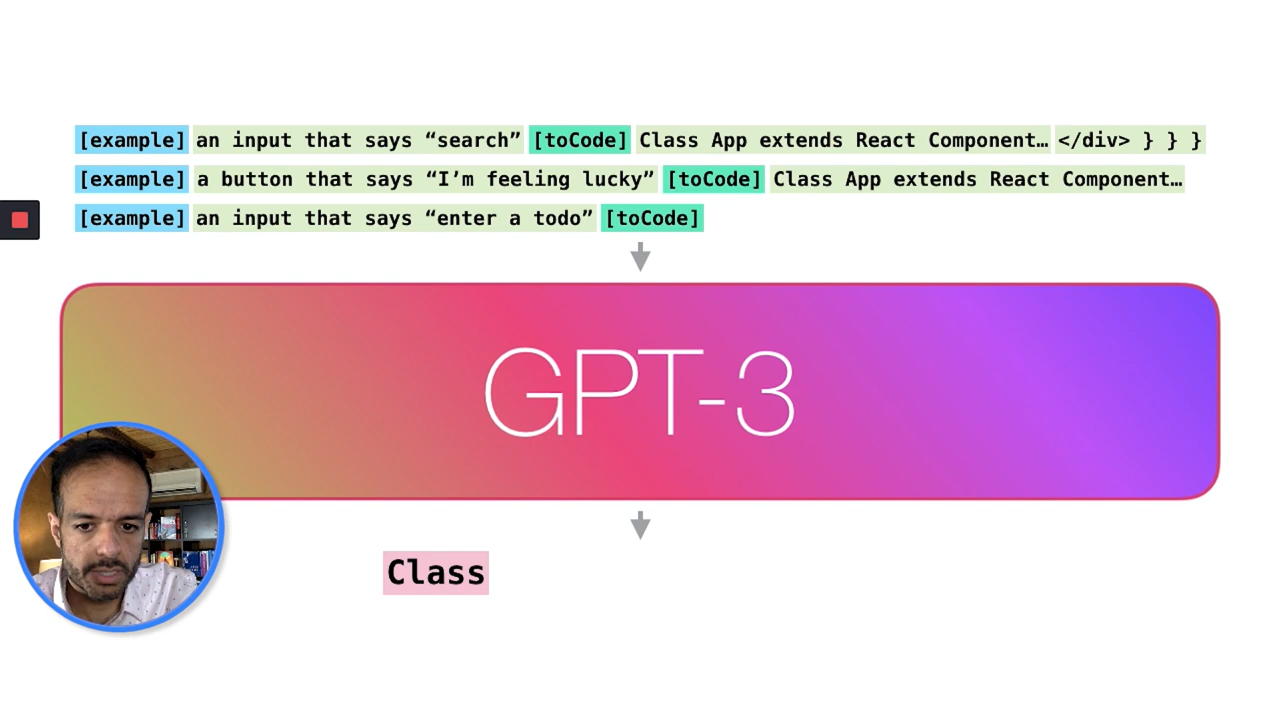 [example] an input that says “search” [toCode] Class App extends React Component… </div> } } }
[example] a button that says “I’m feeling lucky” [toCode] Class App extends React Component…
[example] an input that says “enter a todo” [toCode]
GPT-3
Class